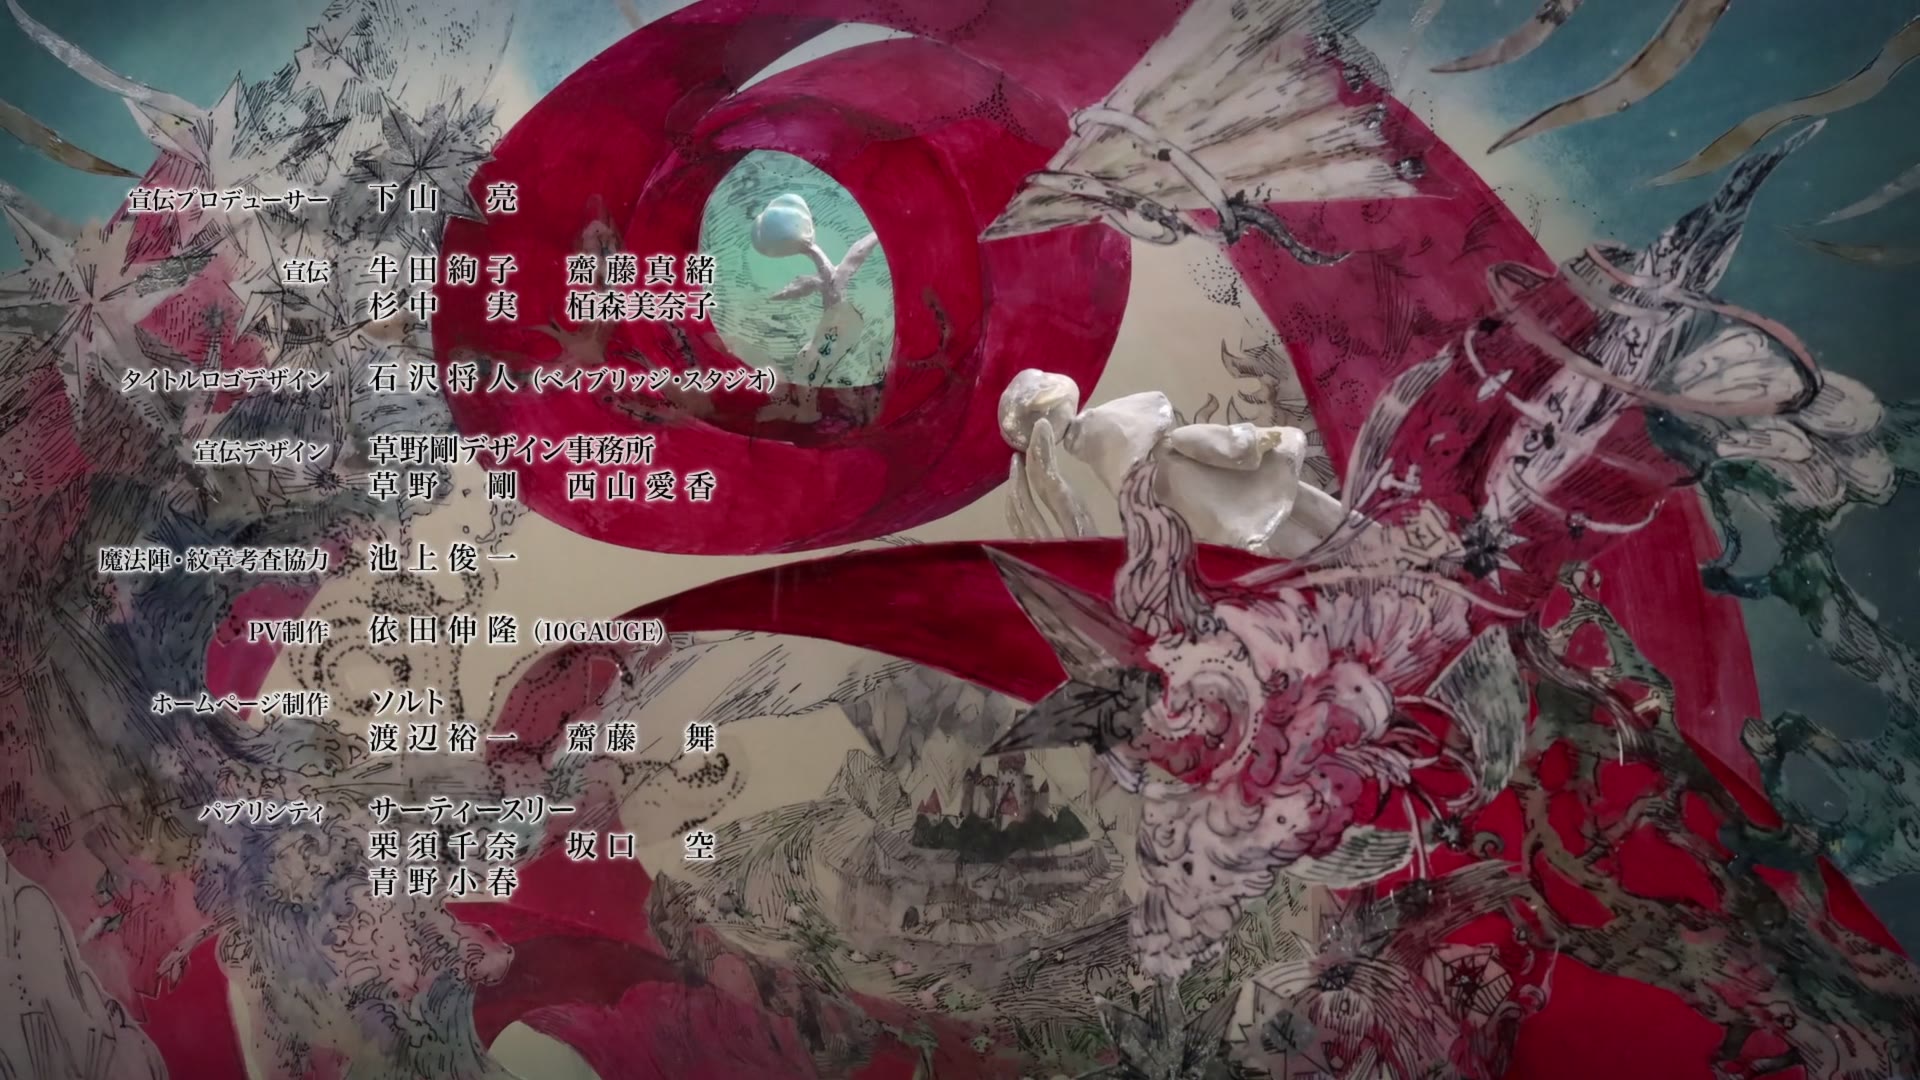 宣伝プロデューサー 下山 亮
宣伝 牛田絢子 齋藤真緒
杉中 実 栢森美奈子
タイトルロゴデザイン 石沢将人（ベイブリッジ・スタジオ）
宣伝デザイン 草野剛デザイン事務所
草野 剛 西山愛香
魔法陣・紋章考査協力 池上俊一
PV制作 依田伸隆（10GAUGE）
ホームページ制作 ソルト
渡辺裕一 齋藤 舞
パブリシティ サーティースリー
栗須千奈 坂口 空
青野小春